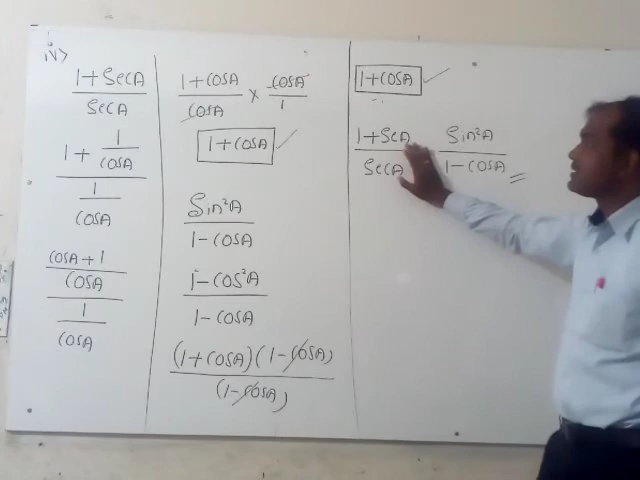 iv>
1 + SecA
SecA
1 + 1
CosA
1
CosA
CosA + 1
CosA
1
CosA
1 + COSA × COSA
COSA 1
1 + COSA
Sin²A
1 - COSA
1 - COS²A
1 - COSA
(1 + COSA) (1 - COSA)
(1 - COSA)
1 + COSA
1 + SecA Sin²A
SecA 1 - COSA